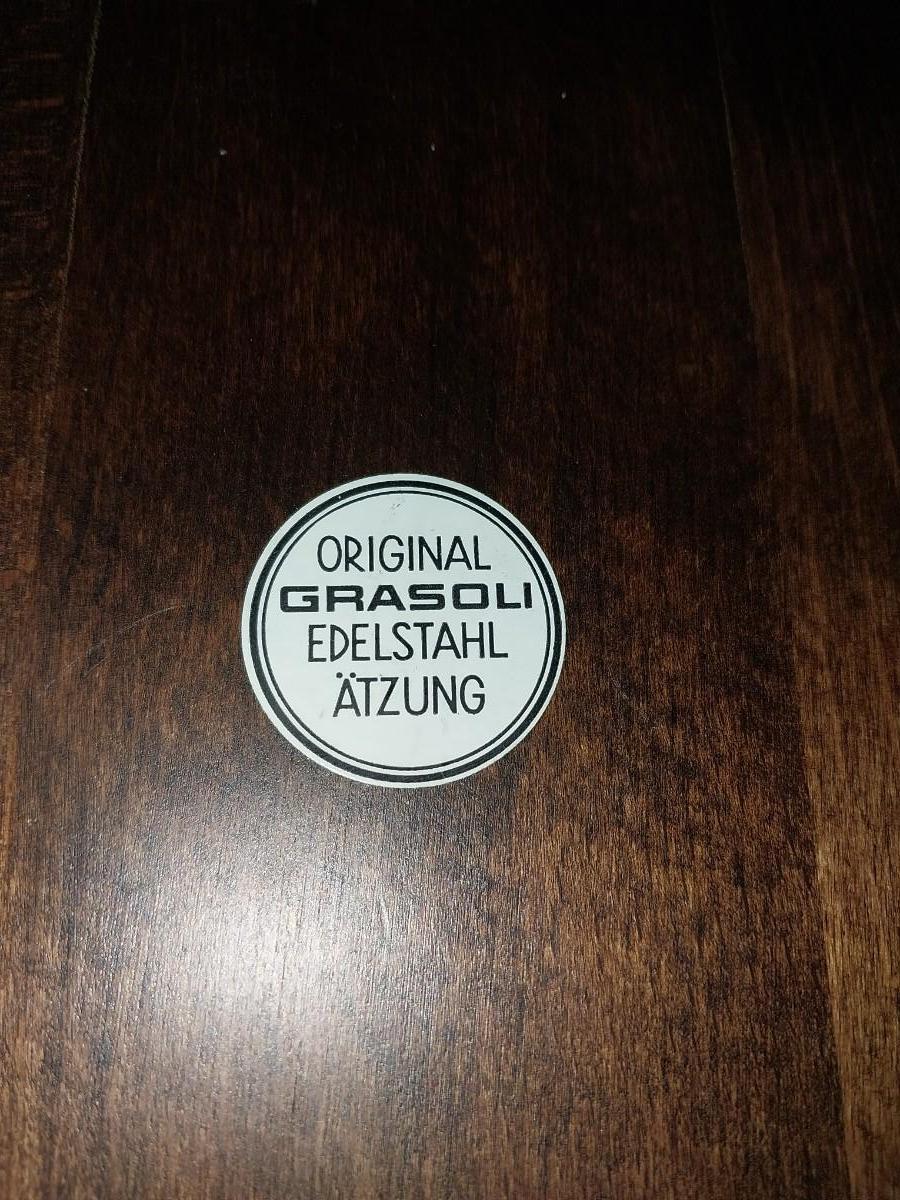 ORIGINAL
GRASOLI
EDELSTAHL
ÄTZUNG